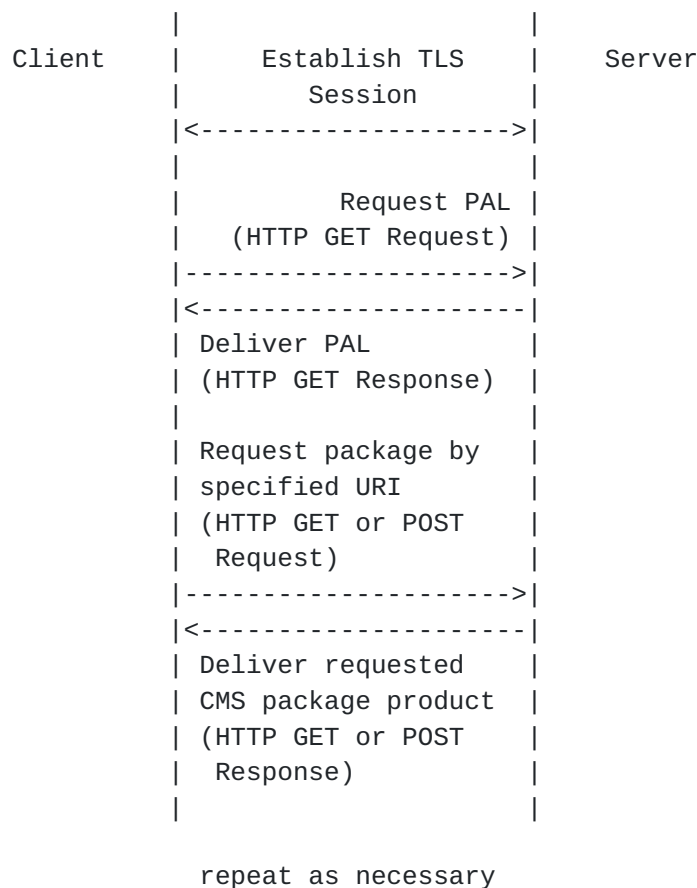 Client Establish TLS Server
Session
Request PAL
(HTTP GET Request)
Deliver PAL
(HTTP GET Response)
Request package by
specified URI
(HTTP GET or POST
Request)
Deliver requested
CMS package product
(HTTP GET or POST
Response)
repeat as necessary